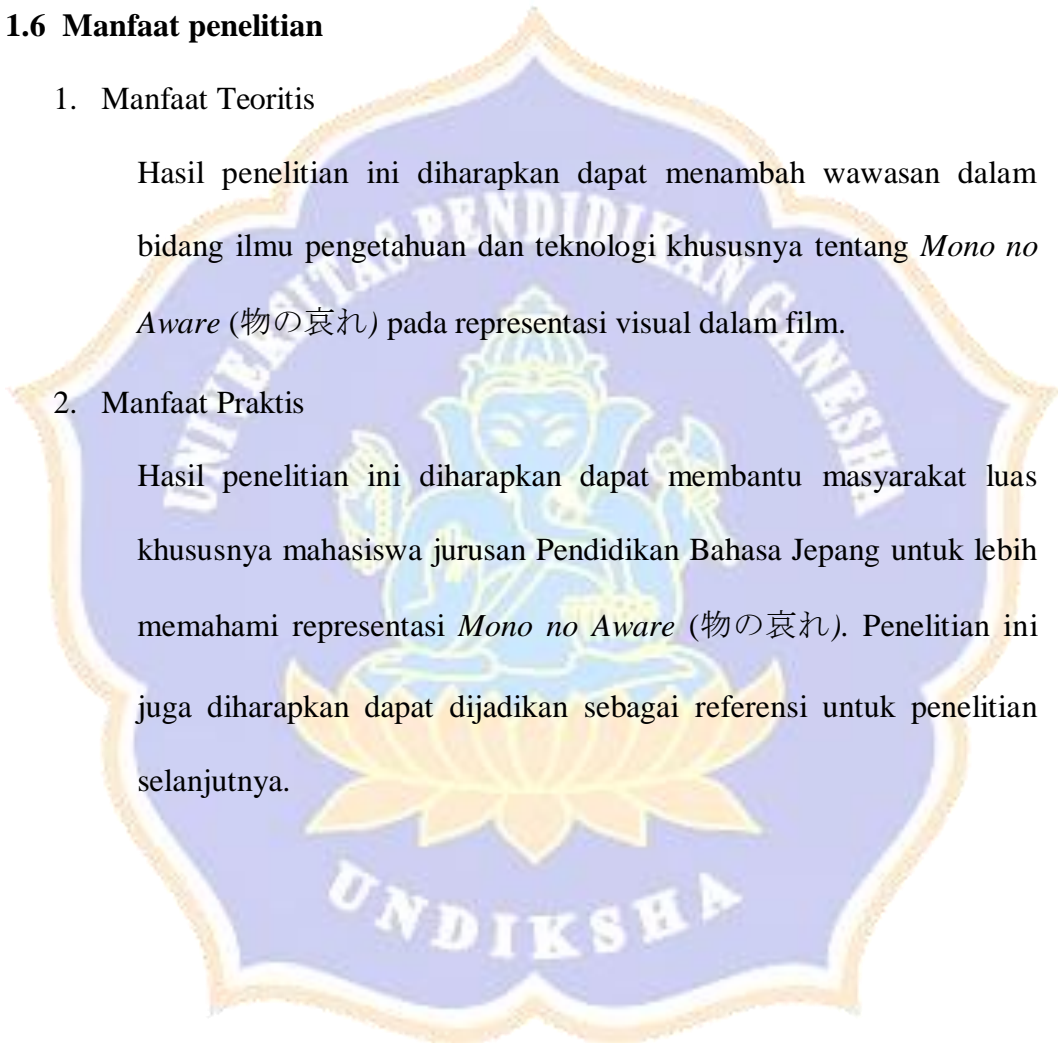 1.6 Manfaat penelitian
1. Manfaat Teoritis
Hasil penelitian ini diharapkan dapat menambah wawasan dalam
bidang ilmu pengetahuan dan teknologi khususnya tentang Mono no
Aware (物の哀れ) pada representasi visual dalam film.
2. Manfaat Praktis
Hasil penelitian ini diharapkan dapat membantu masyarakat luas
khususnya mahasiswa jurusan Pendidikan Bahasa Jepang untuk lebih
memahami representasi Mono no Aware (物の哀れ). Penelitian ini
juga diharapkan dapat dijadikan sebagai referensi untuk penelitian
selanjutnya.
UNIVERSITAS PENDIDIKAN GANESHA
UNDIKSHA